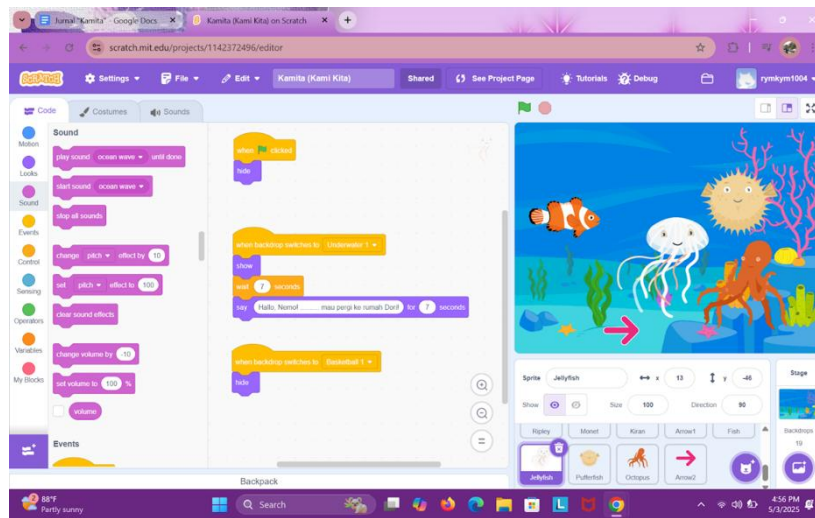 Jurnal "Kamita" - Google Docs
Kamita (Kami Kita) on Scratch
scratch.mit.edu/projects/1142372496/editor
SCRATCH
Settings
File
Edit
Kamita (Kami Kita)
Shared
See Project Page
Tutorials
Debug
rymkym1004
Code
Costumes
Sounds
Motion
Looks
Sound
Events
Control
Sensing
Operators
Variables
My Blocks
Sound
play sound ocean wave until done
start sound ocean wave
stop all sounds
change pitch effect by 10
set pitch effect to 100
clear sound effects
change volume by -10
set volume to 100 %
volume
Events
when clicked
hide
when backdrop switches to Underwater 1
show
wait 7 seconds
say Hallo, Nemo! ____ mau pergi ke rumah Dori! for 7 seconds
when backdrop switches to Basketball 1
hide
Backpack
Sprite Jellyfish x 13 y -46
Show Size 100 Direction 90
Ripley
Monet
Kiran
Arrow1
Fish
Jellyfish
Pufferfish
Octopus
Arrow2
Stage
Backdrops
19
2
88°F
Partly sunny
Search
4:56 PM
5/3/2025